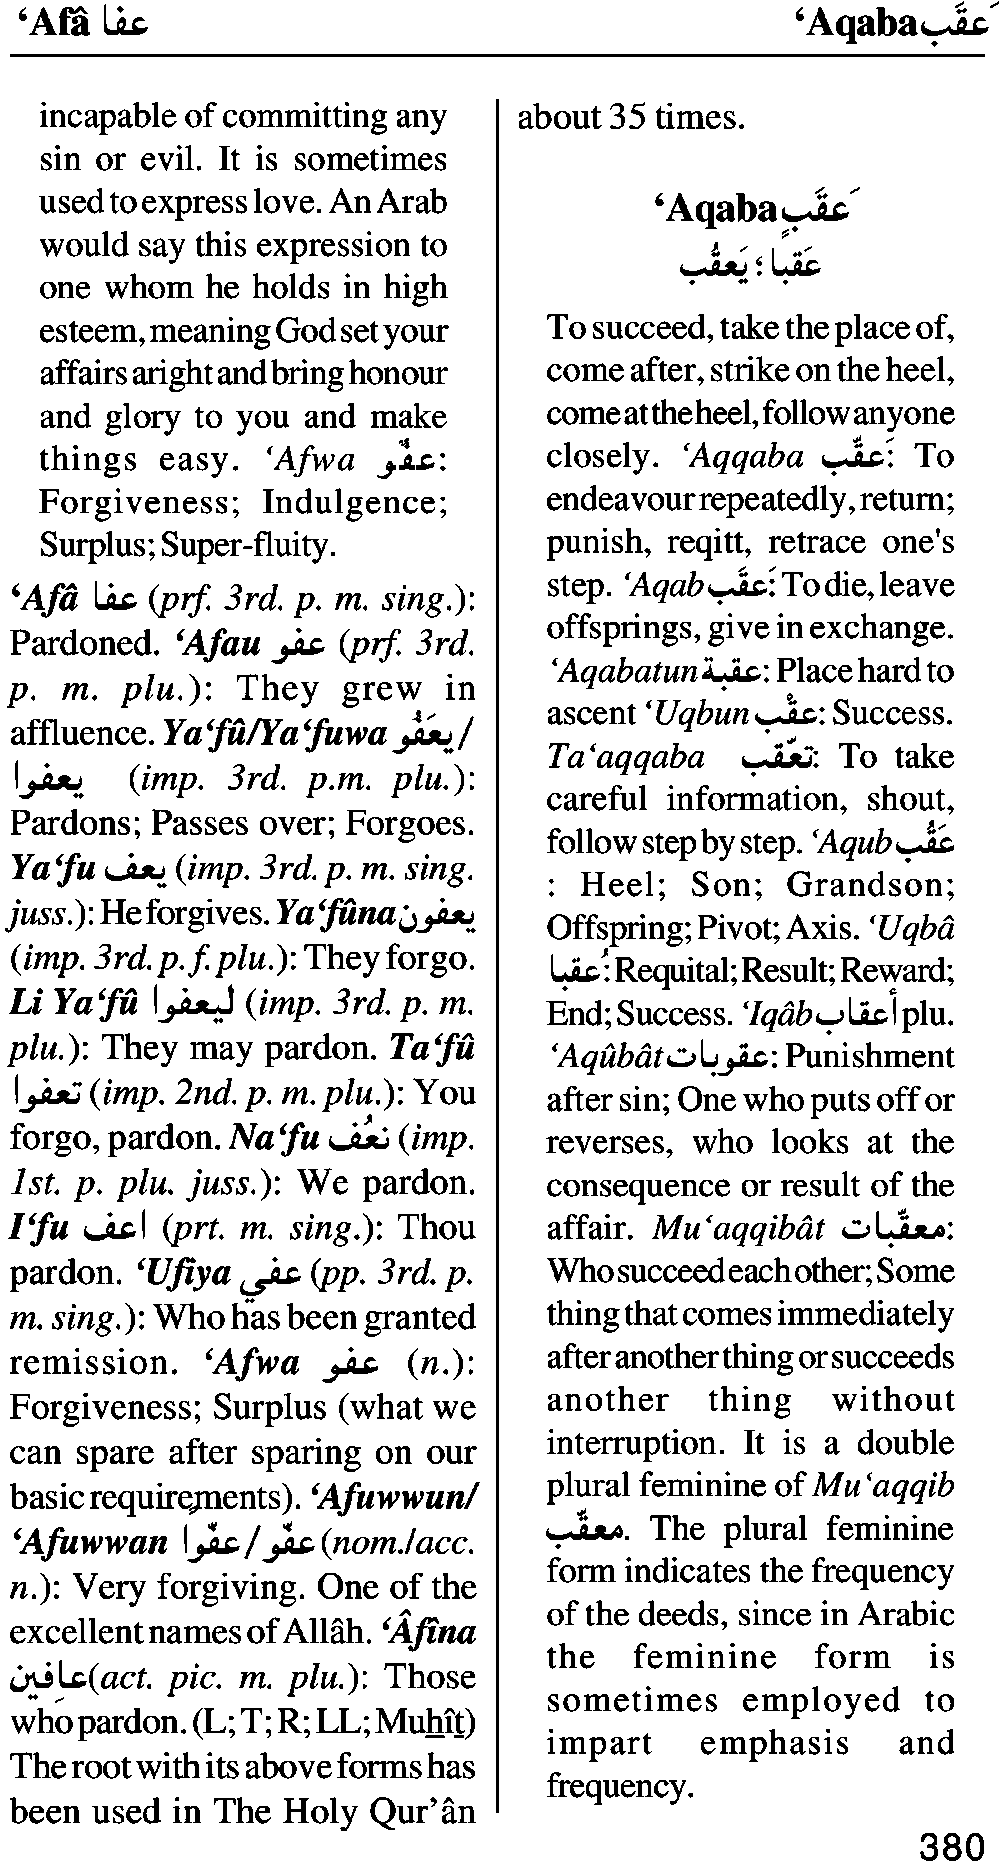 ‘Afâ عفا
‘Aqaba عقَّب
incapable of committing any
sin or evil. It is sometimes
used to express love. An Arab
would say this expression to
one whom he holds in high
esteem, meaning God set your
affairs aright and bring honour
and glory to you and make
things easy. ‘Afwa عفْو:
Forgiveness; Indulgence;
Surplus; Super-fluity.
‘Afâ عفا (prf. 3rd. p. m. sing.):
Pardoned. ‘Afau عفو (prf. 3rd.
p. m. plu.): They grew in
affluence. Ya‘fû/Ya‘fuwa يعَفُو /
يعفوا (imp. 3rd. p.m. plu.):
Pardons; Passes over; Forgoes.
Ya‘fu يعف (imp. 3rd. p. m. sing.
juss.): He forgives. Ya‘fûna يعفون
(imp. 3rd. p. f. plu.): They forgo.
Li Ya‘fû ليعفوا (imp. 3rd. p. m.
plu.): They may pardon. Ta‘fû
تعفوا (imp. 2nd. p. m. plu.): You
forgo, pardon. Na‘fu نعُف (imp.
1st. p. plu. juss.): We pardon.
I‘fu اعف (prt. m. sing.): Thou
pardon. ‘Ufiya عفي (pp. 3rd. p.
m. sing.): Who has been granted
remission. ‘Afwa عفو (n.):
Forgiveness; Surplus (what we
can spare after sparing on our
basic requirements). ‘Afuwwun/
‘Afuwwan عفّو / عفّوا (nom./acc.
n.): Very forgiving. One of the
excellent names of Allâh. ‘Âfîna
عافِين (act. pic. m. plu.): Those
who pardon. (L; T; R; LL; Muhît)
The root with its above forms has
been used in The Holy Qur’ân
about 35 times.
‘Aqaba عقَّب
عَقبا ؛ يَعقُب
To succeed, take the place of,
come after, strike on the heel,
come at the heel, follow anyone
closely. ‘Aqqaba عقّب: To
endeavour repeatedly, return;
punish, reqitt, retrace one's
step. ‘Aqab عقَب: To die, leave
offsprings, give in exchange.
‘Aqabatun عقبة: Place hard to
ascent ‘Uqbun عقْب: Success.
Ta‘aqqaba تعّقب: To take
careful information, shout,
follow step by step. ‘Aqub عَقُب
: Heel; Son; Grandson;
Offspring; Pivot; Axis. ‘Uqbâ
عُقبا: Requital; Result; Reward;
End; Success. ‘Iqâb أعقاب plu.
‘Aqûbât عقوبات: Punishment
after sin; One who puts off or
reverses, who looks at the
consequence or result of the
affair. Mu‘aqqibât معقّبات:
Who succeed each other; Some
thing that comes immediately
after another thing or succeeds
another thing without
interruption. It is a double
plural feminine of Mu‘aqqib
معقّب. The plural feminine
form indicates the frequency
of the deeds, since in Arabic
the feminine form is
sometimes employed to
impart emphasis and
frequency.
380